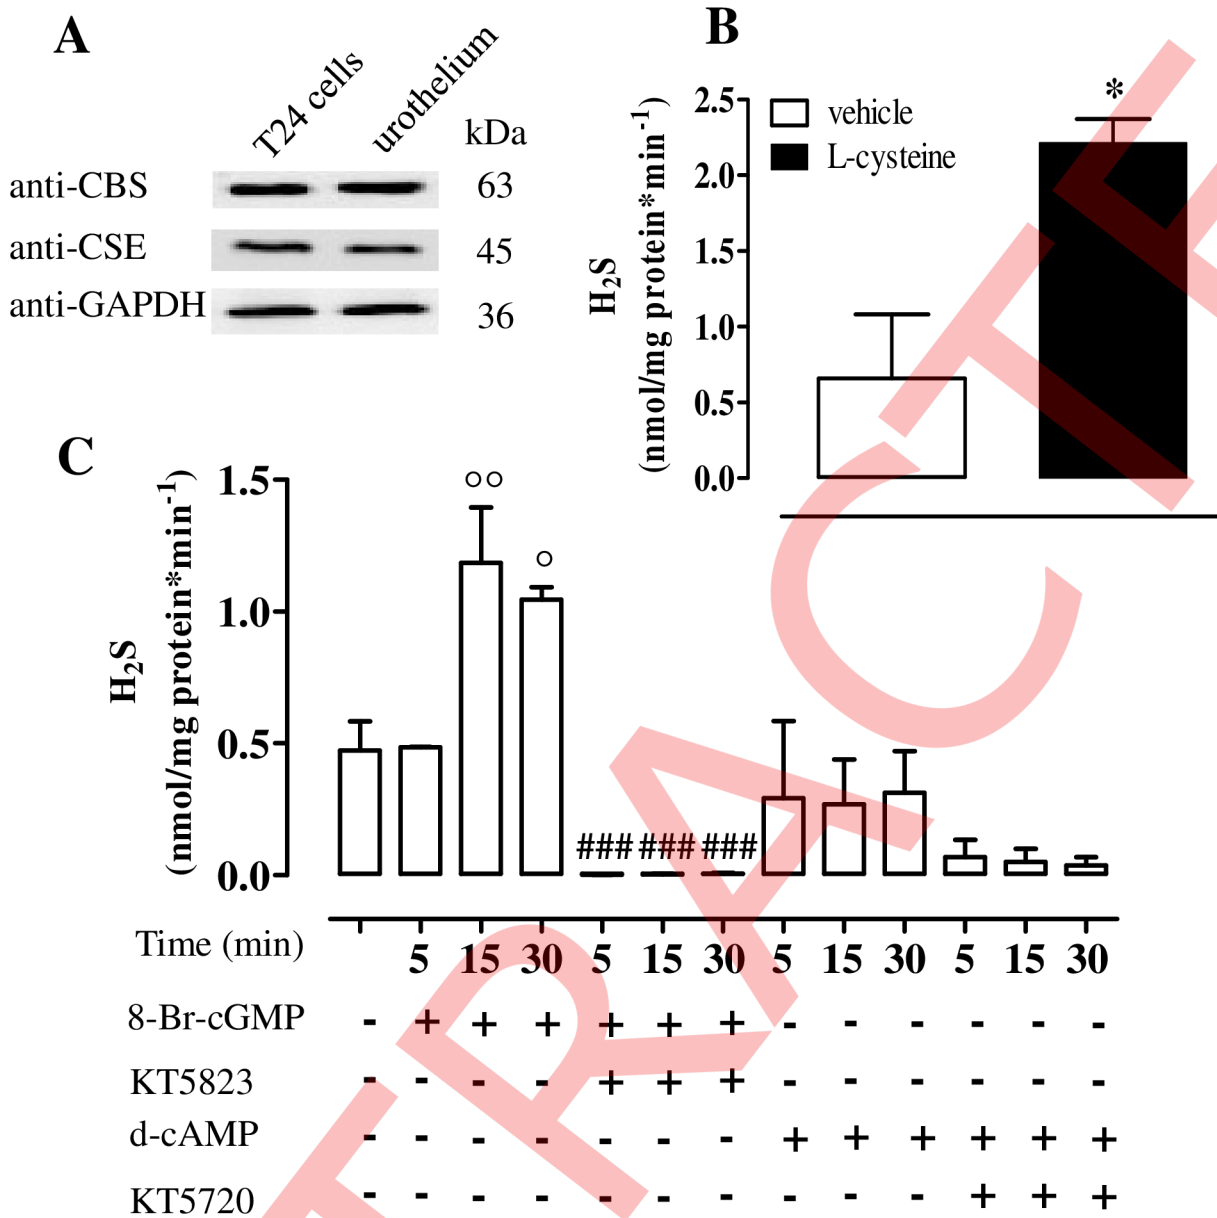 A
T24 cells
urothelium
kDa
anti-CBS 63
anti-CSE 45
anti-GAPDH 36
B
H2S
(nmol/mg protein*min-1)
2.5
2.0
1.5
1.0
0.5
0.0
vehicle
L-cysteine
*
C
H2S
(nmol/mg protein*min-1)
1.5
1.0
0.5
0.0
○○
○
### ### ###
Time (min) 5 15 30 5 15 30 5 15 30 5 15 30
8-Br-cGMP - + + + + + + - - - - - -
KT5823 - - - - + + + - - - - - -
d-cAMP - - - - - - - + + + + + +
KT5720 - - - - - - - - - - + + +
TRACTE